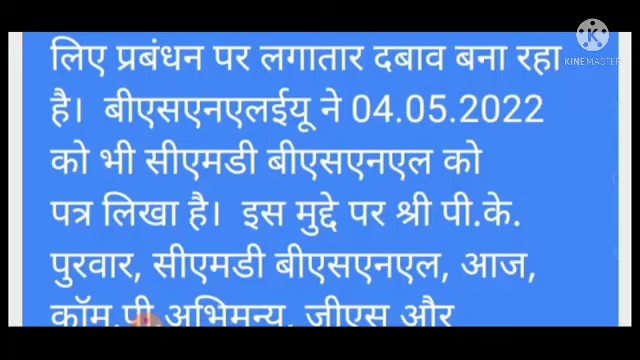 KINEMASTER
लिए प्रबंधन पर लगातार दबाव बना रहा
है। बीएसएनएलईयू ने 04.05.2022
को भी सीएमडी बीएसएनएल को
पत्र लिखा है। इस मुद्दे पर श्री पी.के.
पुरवार, सीएमडी बीएसएनएल, आज,
कॉम.पी अभिमन्यु, जीएस और